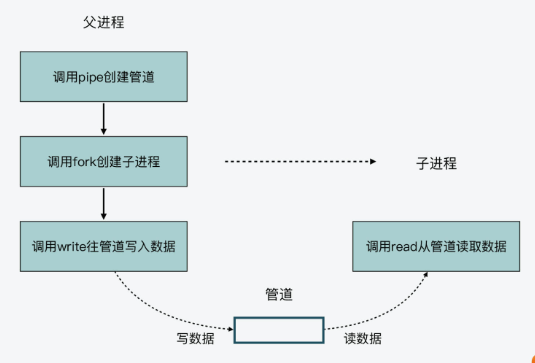 父进程
调用pipe创建管道
调用fork创建子进程
子进程
调用write往管道写入数据
调用read从管道读取数据
管道
写数据
读数据